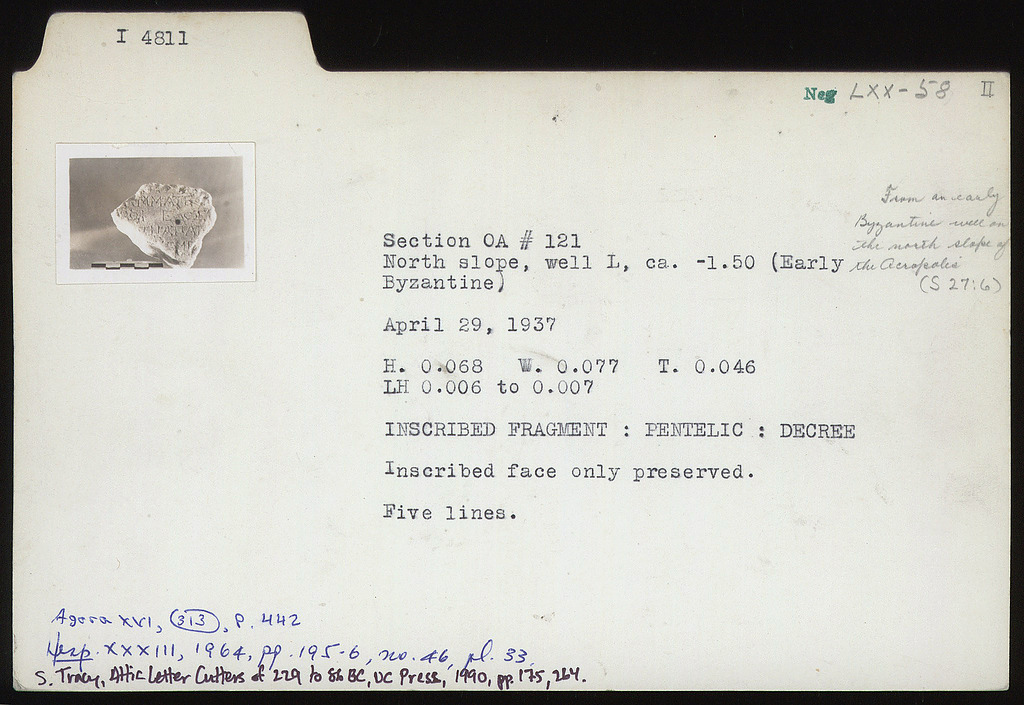 I 4811
Neg LXX-58 II
From an early
Byzantine well on
the north slope of
the Acropolis
(S 27:6)
Section OA # 121
North slope, well L, ca. -1.50 (Early
Byzantine)
April 29, 1937
H. 0.068 W. 0.077 T. 0.046
LH 0.006 to 0.007
INSCRIBED FRAGMENT : PENTELIC : DECREE
Inscribed face only preserved.
Five lines.
Agora XVI, 313, P. 442
Hesp. XXXIII, 1964, pp. 195-6, no. 46, pl. 33.
S. Tracy, Attic Letter Cutters of 229 to 86 BC, UC Press, 1990, pp. 175, 264.